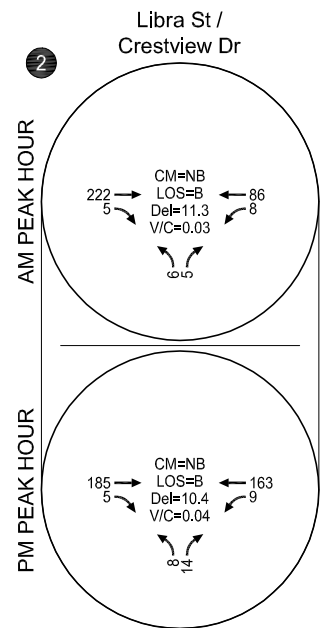 Libra St /
Crestview Dr
2
AM PEAK HOUR
CM=NB
LOS=B
Del=11.3
V/C=0.03
222
5
86
8
6
5
PM PEAK HOUR
CM=NB
LOS=B
Del=10.4
V/C=0.04
185
5
163
9
8
14